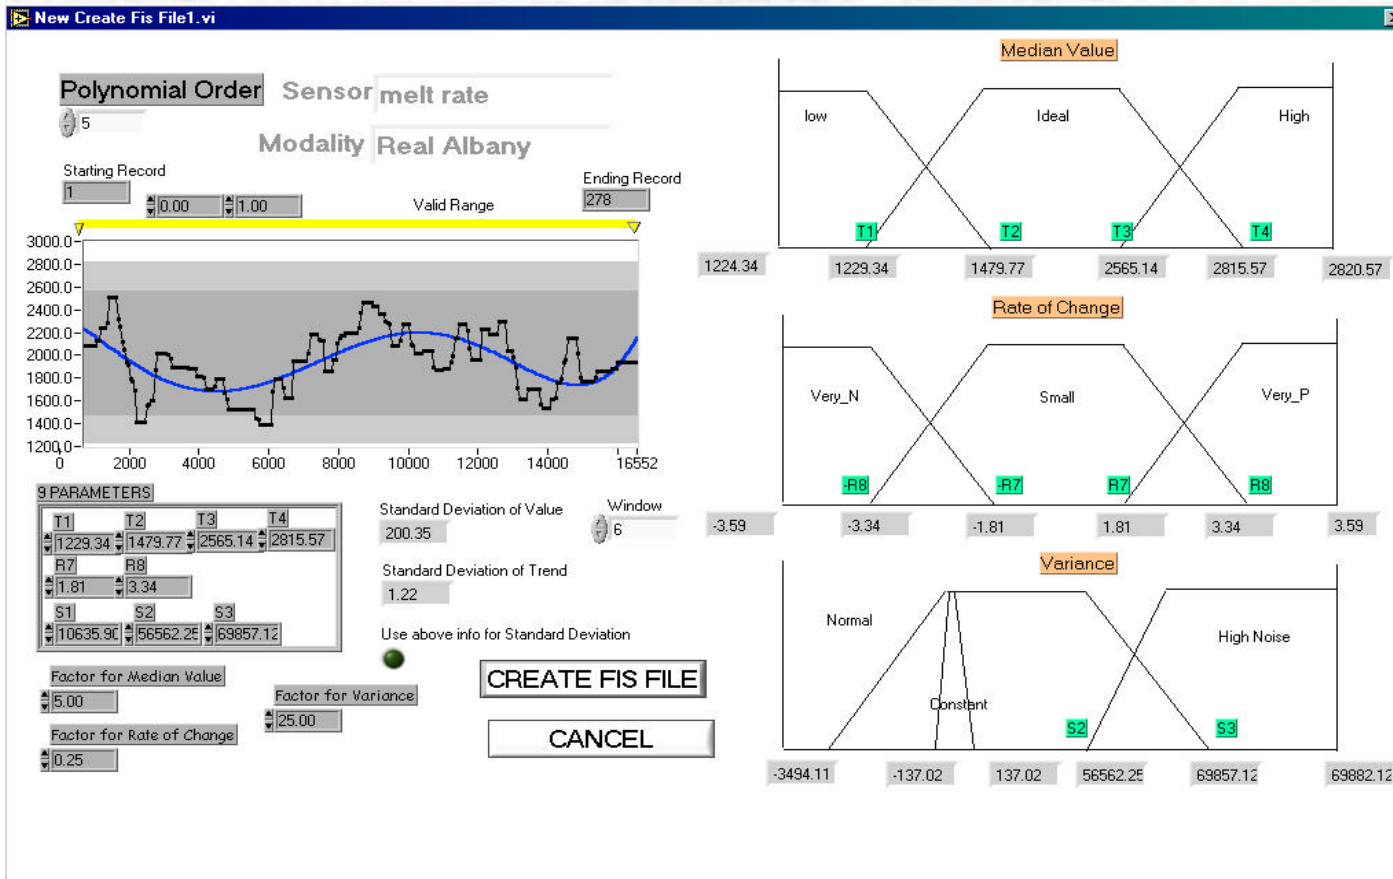 New Create Fis File1.vi
Polynomial Order
5
Sensor melt rate
Modality Real Albany
Starting Record
1
0.00 1.00
Valid Range
Ending Record
278
3000.0
2800.0
2600.0
2400.0
2200.0
2000.0
1800.0
1600.0
1400.0
1200.0
0 2000 4000 6000 8000 10000 12000 14000 16552
9 PARAMETERS
T1 T2 T3 T4
1229.34 1479.77 2565.14 2815.57
R7 R8
1.81 3.34
S1 S2 S3
10635.90 56562.25 69857.12
Factor for Median Value
5.00
Factor for Rate of Change
0.25
Factor for Variance
25.00
Standard Deviation of Value
200.35
Window
6
Standard Deviation of Trend
1.22
Use above info for Standard Deviation
CREATE FIS FILE
CANCEL
Median Value
low Ideal High
T1 T2 T3 T4
1224.34 1229.34 1479.77 2565.14 2815.57 2820.57
Rate of Change
Very_N Small Very_P
-R8 -R7 R7 R8
-3.59 -3.34 -1.81 1.81 3.34 3.59
Variance
Normal Constant High Noise
S2 S3
-3494.11 -137.02 137.02 56562.25 69857.12 69882.12